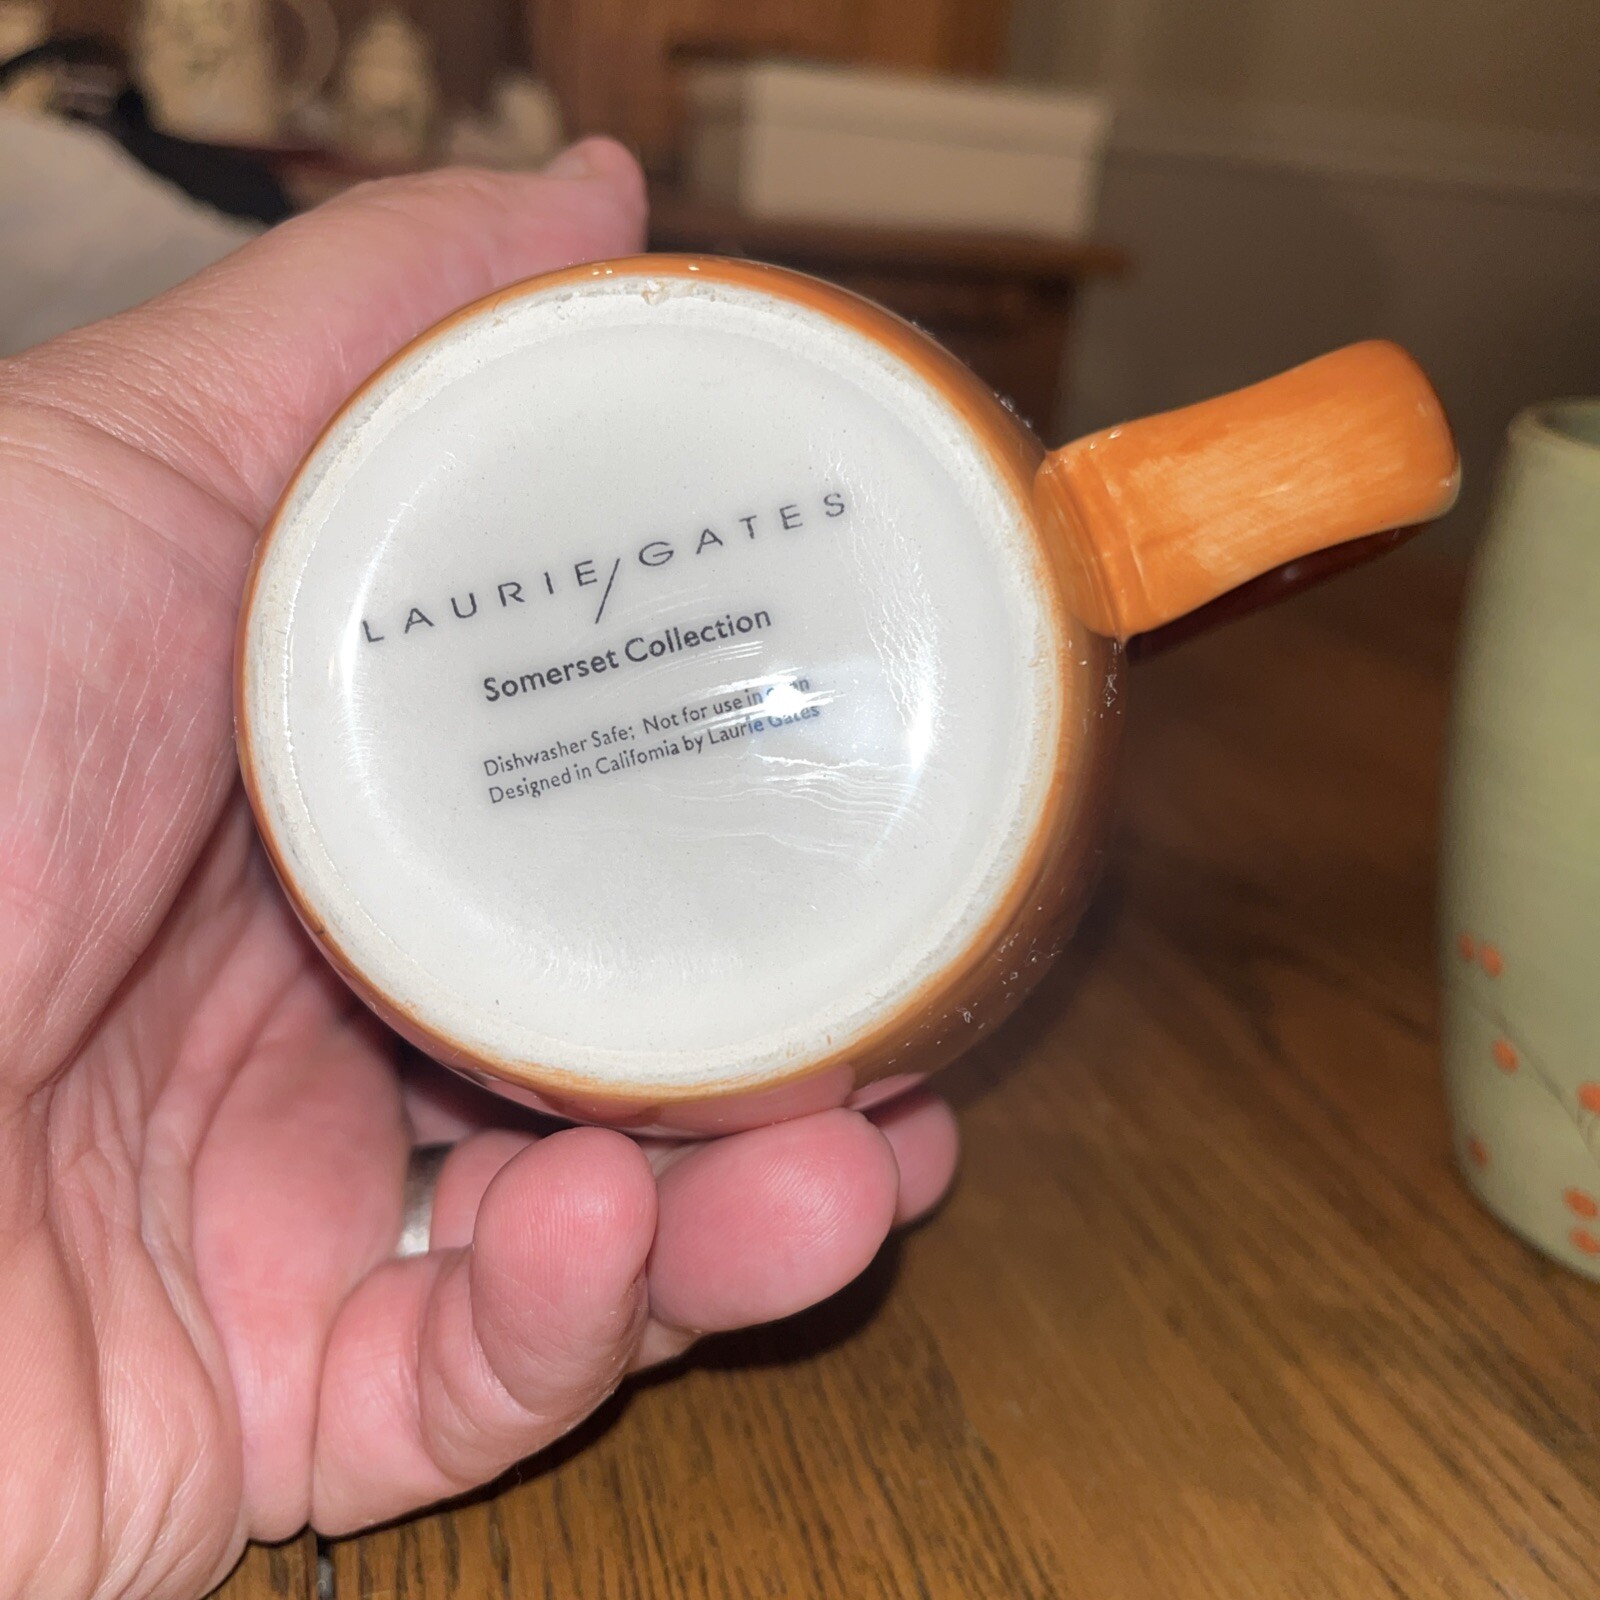 LAURIE/GATES
Somerset Collection
Dishwasher Safe; Not for use in
Designed in California by Laurie Gates